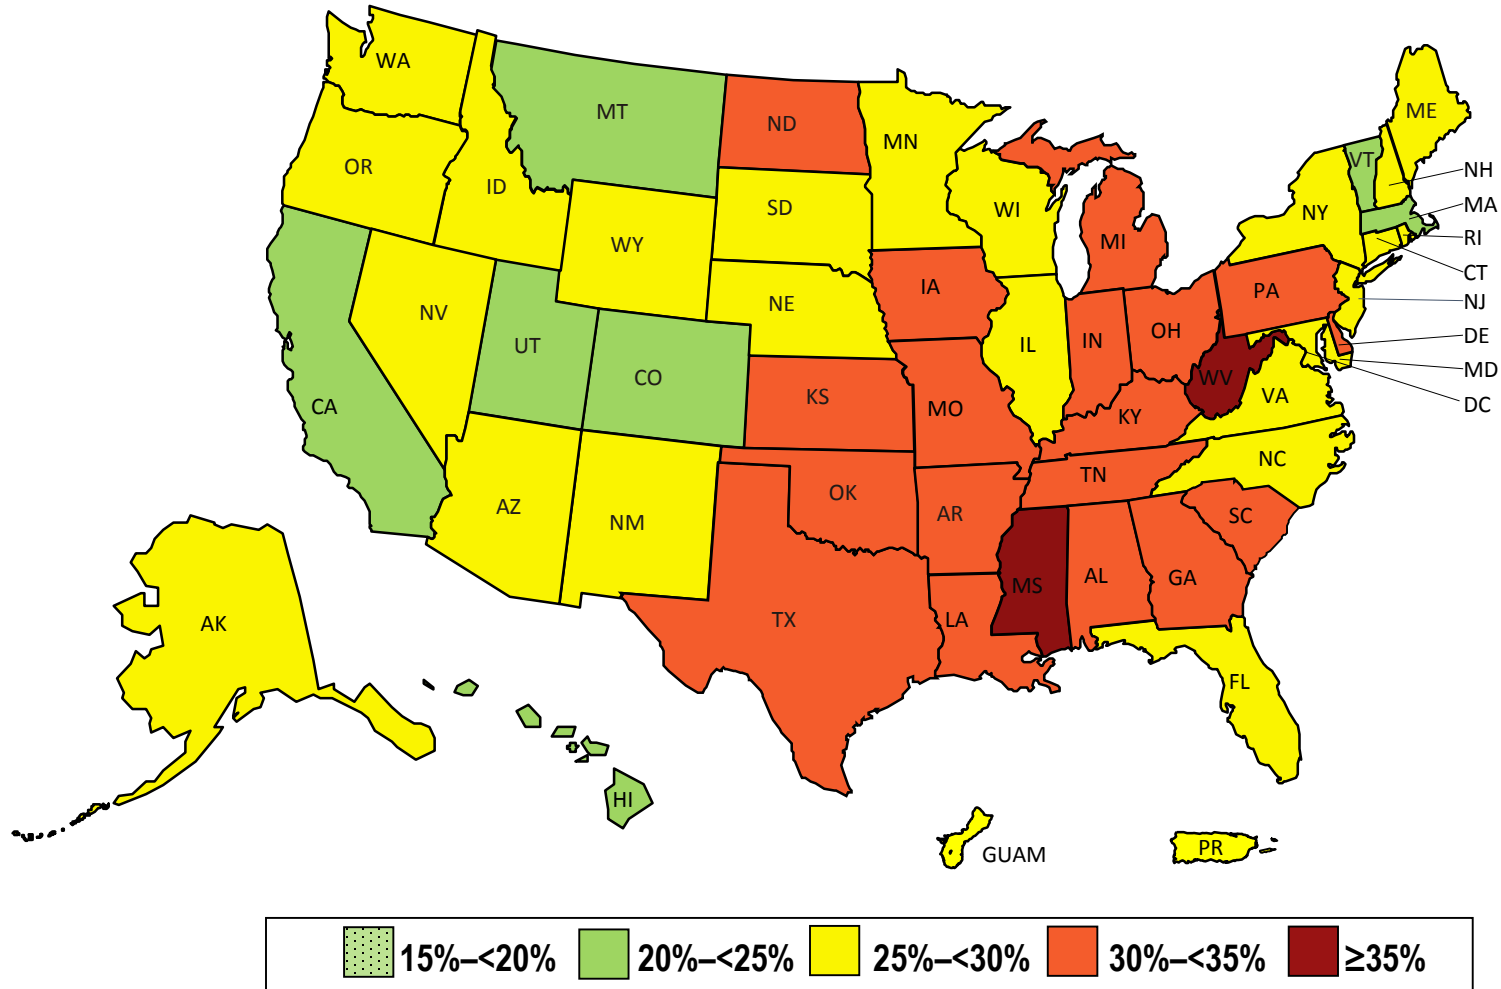 WA
MT
ND
MN
ME
OR
ID
SD
WI
VT
NH
NY
MA
RI
WY
MI
CT
NV
NE
IA
PA
NJ
UT
CO
IL
IN
OH
DE
CA
KS
MO
WV
VA
MD
KY
DC
NC
AZ
NM
OK
TN
AR
SC
AK
TX
LA
MS
AL
GA
FL
HI
GUAM
PR
15%–<20% 20%–<25% 25%–<30% 30%–<35% ≥35%